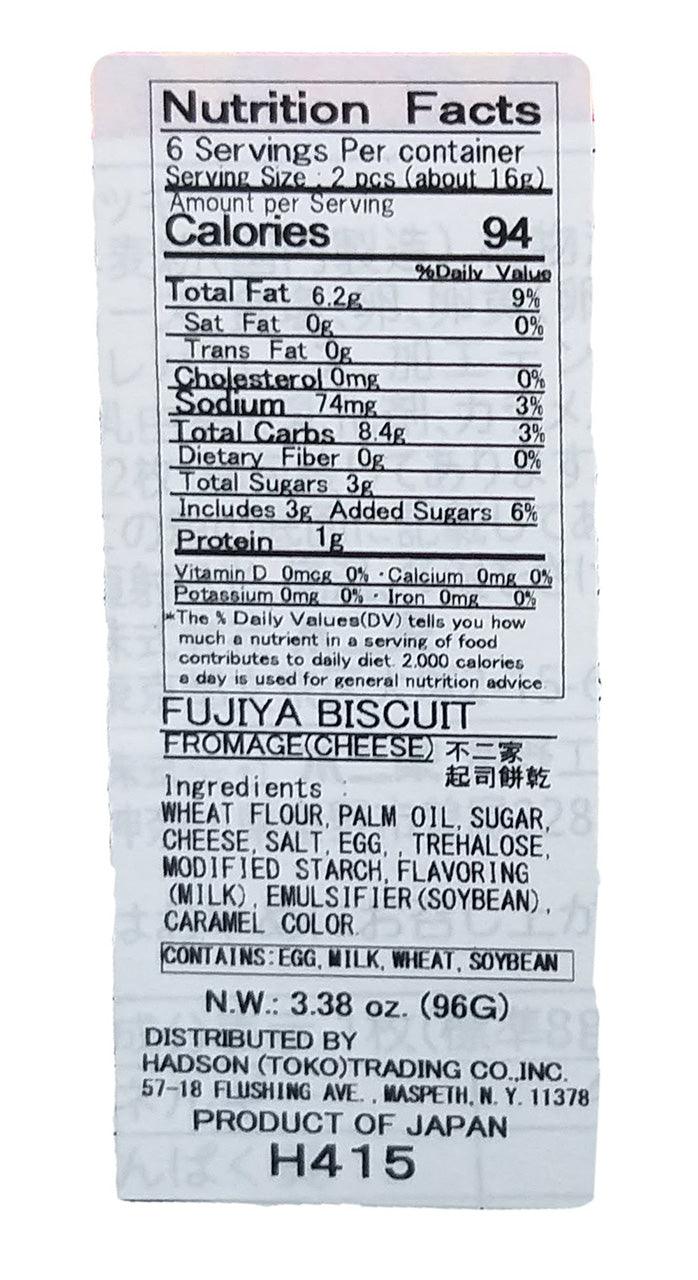 Nutrition Facts
6 Servings Per container
Serving Size : 2 pcs (about 16g)
Amount per Serving
Calories 94
%Daily Value
Total Fat 6.2g 9%
Sat Fat 0g 0%
Trans Fat 0g
Cholesterol 0mg 0%
Sodium 74mg 3%
Total Carbs 8.4g 3%
Dietary Fiber 0g 0%
Total Sugars 3g
Includes 3g Added Sugars 6%
Protein 1g
Vitamin D 0mcg 0% · Calcium 0mg 0%
Potassium 0mg 0% · Iron 0mg 0%
*The % Daily Values(DV) tells you how
much a nutrient in a serving of food
contributes to daily diet. 2,000 calories
a day is used for general nutrition advice
FUJIYA BISCUIT
FROMAGE(CHEESE) 不二家
起司餅乾
Ingredients :
WHEAT FLOUR, PALM OIL, SUGAR,
CHEESE, SALT, EGG, , TREHALOSE,
MODIFIED STARCH, FLAVORING
(MILK), EMULSIFIER(SOYBEAN),
CARAMEL COLOR.
CONTAINS:EGG, MILK, WHEAT, SOYBEAN
N.W.: 3.38 oz. (96G)
DISTRIBUTED BY
HADSON (TOKO)TRADING CO.,INC.
57-18 FLUSHING AVE. , MASPETH, N. Y. 11378
PRODUCT OF JAPAN
H415